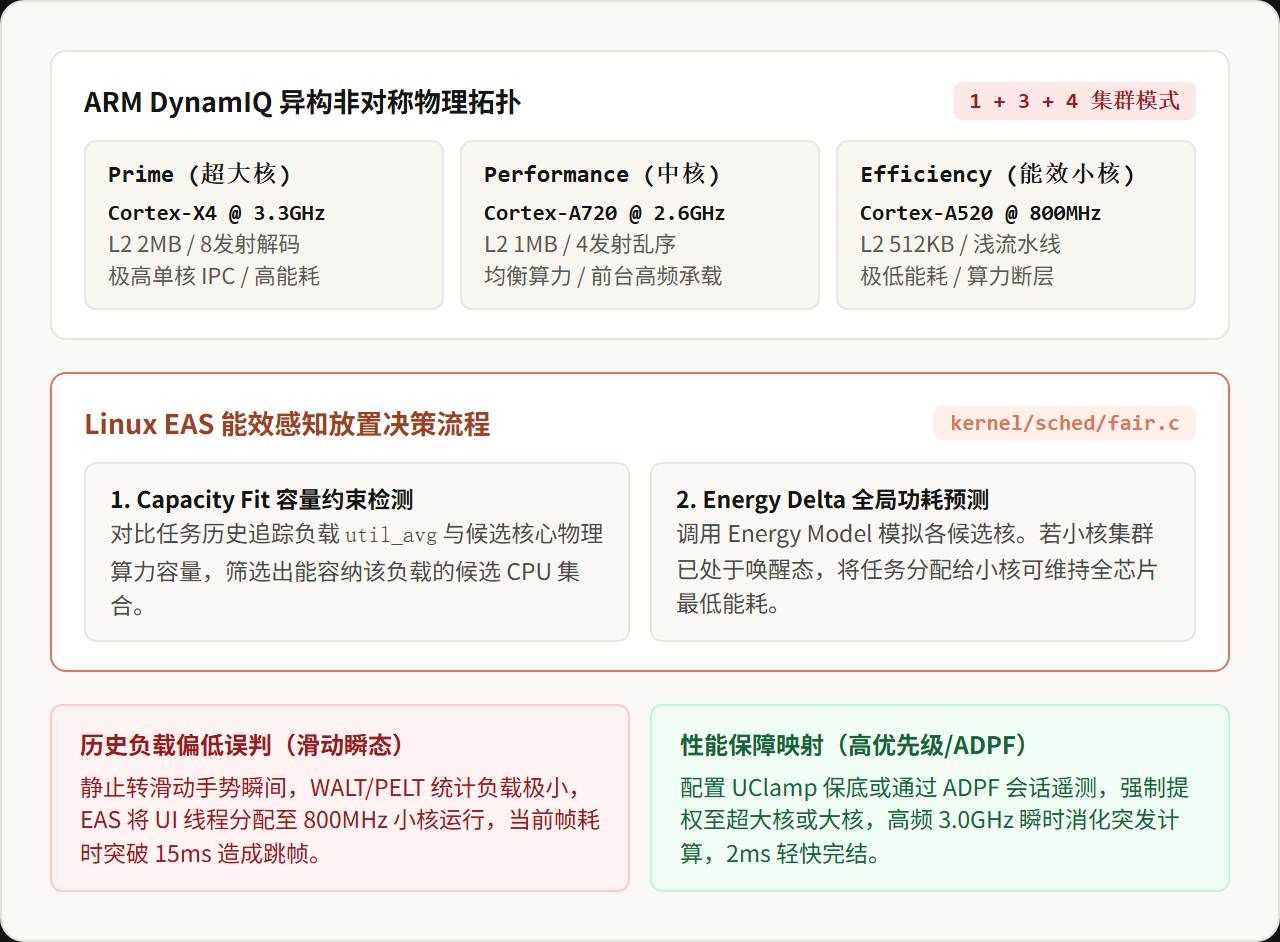 ARM DynamIQ 异构非对称物理拓扑
1 + 3 + 4 集群模式
Prime (超大核)
Cortex-X4 @ 3.3GHz
L2 2MB / 8发射解码
极高单核 IPC / 高能耗
Performance (中核)
Cortex-A720 @ 2.6GHz
L2 1MB / 4发射乱序
均衡算力 / 前台高频承载
Efficiency (能效小核)
Cortex-A520 @ 800MHz
L2 512KB / 浅流水线
极低能耗 / 算力断层
Linux EAS 能效感知放置决策流程
kernel/sched/fair.c
1. Capacity Fit 容量约束检测
对比任务历史追踪负载 util_avg 与候选核心物理
算力容量，筛选出能容纳该负载的候选 CPU 集
合。
2. Energy Delta 全局功耗预测
调用 Energy Model 模拟各候选核。若小核集群
已处于唤醒态，将任务分配给小核可维持全芯片
最低能耗。
历史负载偏低误判（滑动瞬态）
静止转滑动手势瞬间，WALT/PELT 统计负载极小，
EAS 将 UI 线程分配至 800MHz 小核运行，当前帧耗
时突破 15ms 造成跳帧。
性能保障映射（高优先级/ADPF）
配置 UClamp 保底或通过 ADPF 会话遥测，强制提
权至超大核或大核，高频 3.0GHz 瞬时消化突发计
算，2ms 轻快完结。